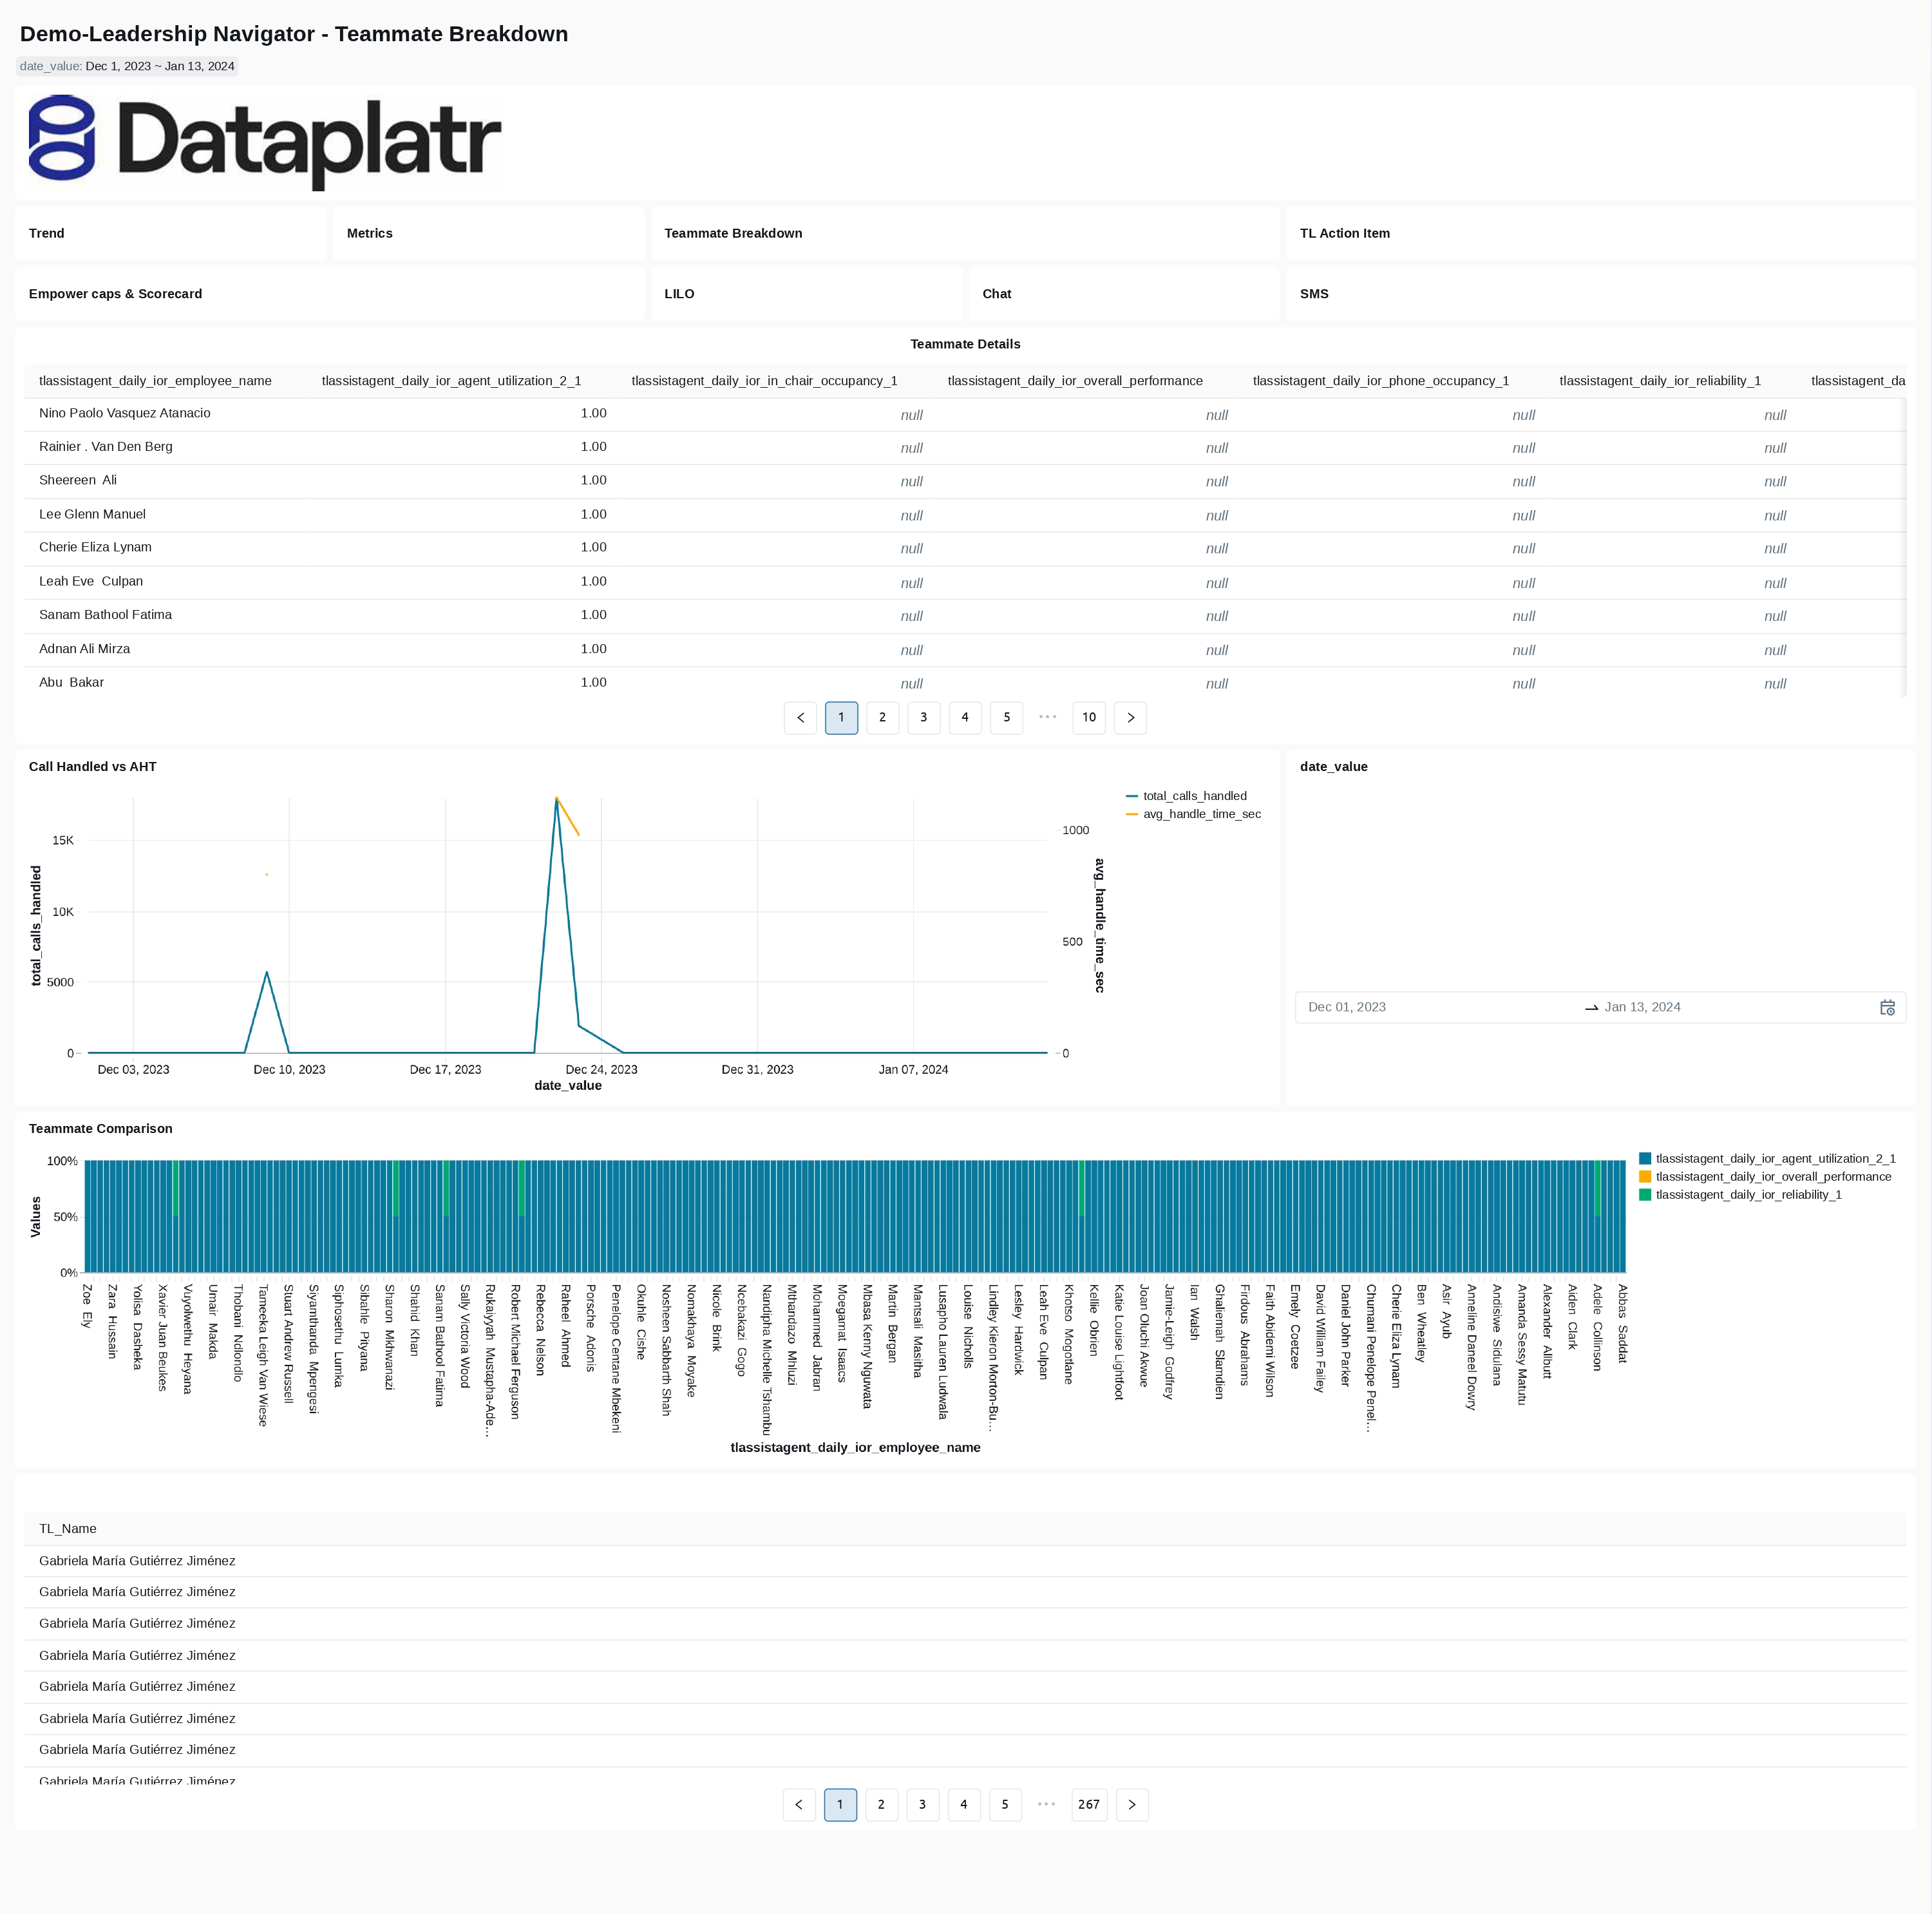 Demo-Leadership Navigator - Teammate Breakdown
date_value: Dec 1, 2023 ~ Jan 13, 2024
Dataplatr
Trend Metrics Teammate Breakdown TL Action Item
Empower caps & Scorecard LILO Chat SMS
Teammate Details
tlassistagent_daily_ior_employee_name tlassistagent_daily_ior_agent_utilization_2_1 tlassistagent_daily_ior_in_chair_occupancy_1 tlassistagent_daily_ior_overall_performance tlassistagent_daily_ior_phone_occupancy_1 tlassistagent_daily_ior_reliability_1 tlassistagent_da
Nino Paolo Vasquez Atanacio 1.00 null null null null
Rainier . Van Den Berg 1.00 null null null null
Sheereen  Ali 1.00 null null null null
Lee Glenn Manuel 1.00 null null null null
Cherie Eliza Lynam 1.00 null null null null
Leah Eve  Culpan 1.00 null null null null
Sanam Bathool Fatima 1.00 null null null null
Adnan Ali Mirza 1.00 null null null null
Abu  Bakar 1.00 null null null null
1 2 3 4 5 ••• 10
Call Handled vs AHT
total_calls_handled
avg_handle_time_sec
15K
10K
5000
0
total_calls_handled
1000
500
0
avg_handle_time_sec
Dec 03, 2023 Dec 10, 2023 Dec 17, 2023 Dec 24, 2023 Dec 31, 2023 Jan 07, 2024
date_value
date_value
Dec 01, 2023 Jan 13, 2024
Teammate Comparison
tlassistagent_daily_ior_agent_utilization_2_1
tlassistagent_daily_ior_overall_performance
tlassistagent_daily_ior_reliability_1
100%
50%
0%
Values
Zoe  Ely
Zara  Hussain
Yolisa  Dasheka
Xavier Juan Beukes
Vuyolwethu  Heyana
Umair  Makda
Thobani  Ndlondlo
Tameeka Leigh Van Wiese
Stuart Andrew Russell
Siyamthanda  Mpengesi
Siphosethu  Lumka
Sibahle  Pityana
Sharon  Mkhwanazi
Shahid  Khan
Sanam Bathool Fatima
Sally Victoria Wood
Rukaiyyah  Mustapha-Ade…
Robert Michael Ferguson
Rebecca  Nelson
Raheel  Ahmed
Porsche  Adonis
Penelope Centane Mbekeni
Okuhle  Cishe
Nosheen Sabbarth Shah
Nomakhaya  Moyake
Nicole  Brink
Ncebakazi  Gogo
Nandipha Michelle Tshambu
Mthandazo  Mhluzi
Mohammed  Jabran
Moegamat  Isaacs
Mbasa Kenny Nguwata
Martin  Bergan
Mantsali  Masitha
Lusapho Lauren Ludwala
Louise  Nicholls
Lindley Kieron Morton-Bu…
Lesley  Hardwick
Leah Eve  Culpan
Khotso  Mogotlane
Kellie  Obrien
Katie Louise Lightfoot
Joan Oluchi Akwue
Jamie-Leigh  Godfrey
Ian  Walsh
Ghaliemah  Slamdien
Firdous  Abrahams
Faith Abidemi Wilson
Emely  Coetzee
David William Failey
Daniel John Parker
Chumani Penelope Penel…
Cherie Eliza Lynam
Ben  Wheatley
Asir  Ayub
Anneline Daneel Dowry
Andisiwe  Sidulana
Amanda Sessy Matutu
Alexander  Allbutt
Aiden  Clark
Adele  Collinson
Abbas  Saddat
tlassistagent_daily_ior_employee_name
TL_Name
Gabriela María Gutiérrez Jiménez
Gabriela María Gutiérrez Jiménez
Gabriela María Gutiérrez Jiménez
Gabriela María Gutiérrez Jiménez
Gabriela María Gutiérrez Jiménez
Gabriela María Gutiérrez Jiménez
Gabriela María Gutiérrez Jiménez
Gabriela María Gutiérrez Jiménez
1 2 3 4 5 ••• 267